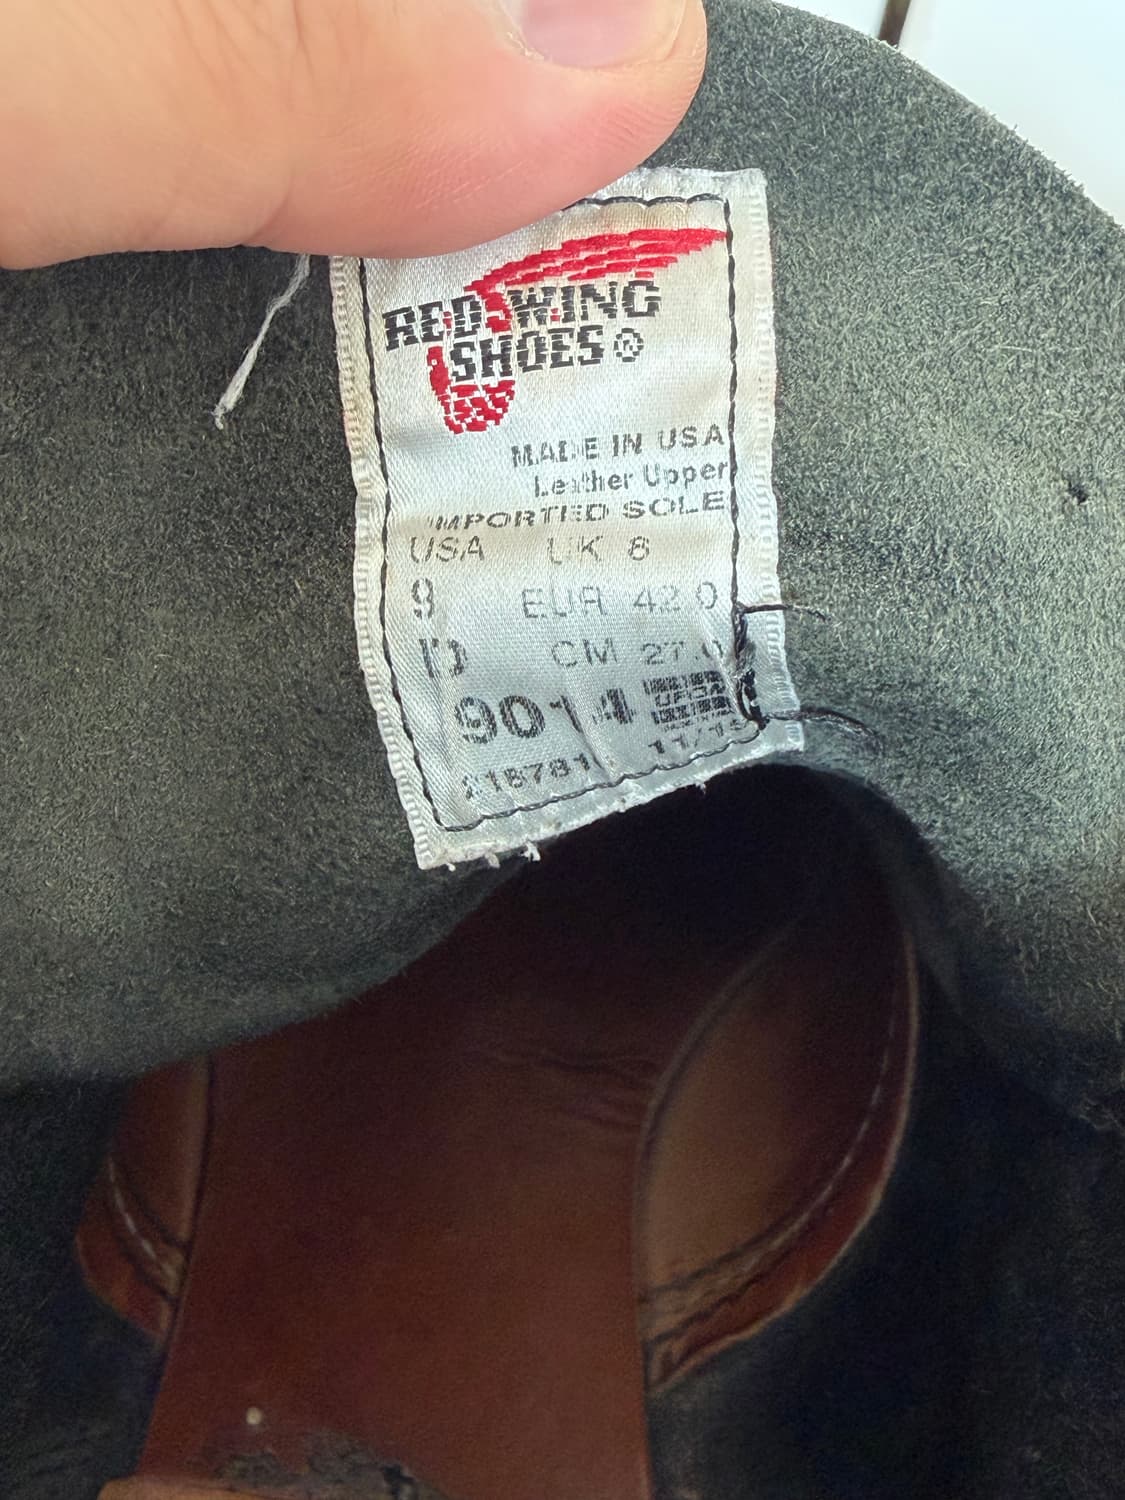 RED WING
SHOES®
MADE IN USA
Leather Upper
IMPORTED SOLE
USA UK 8
9 EUR 42.0
D CM 27.0
9014
11/15